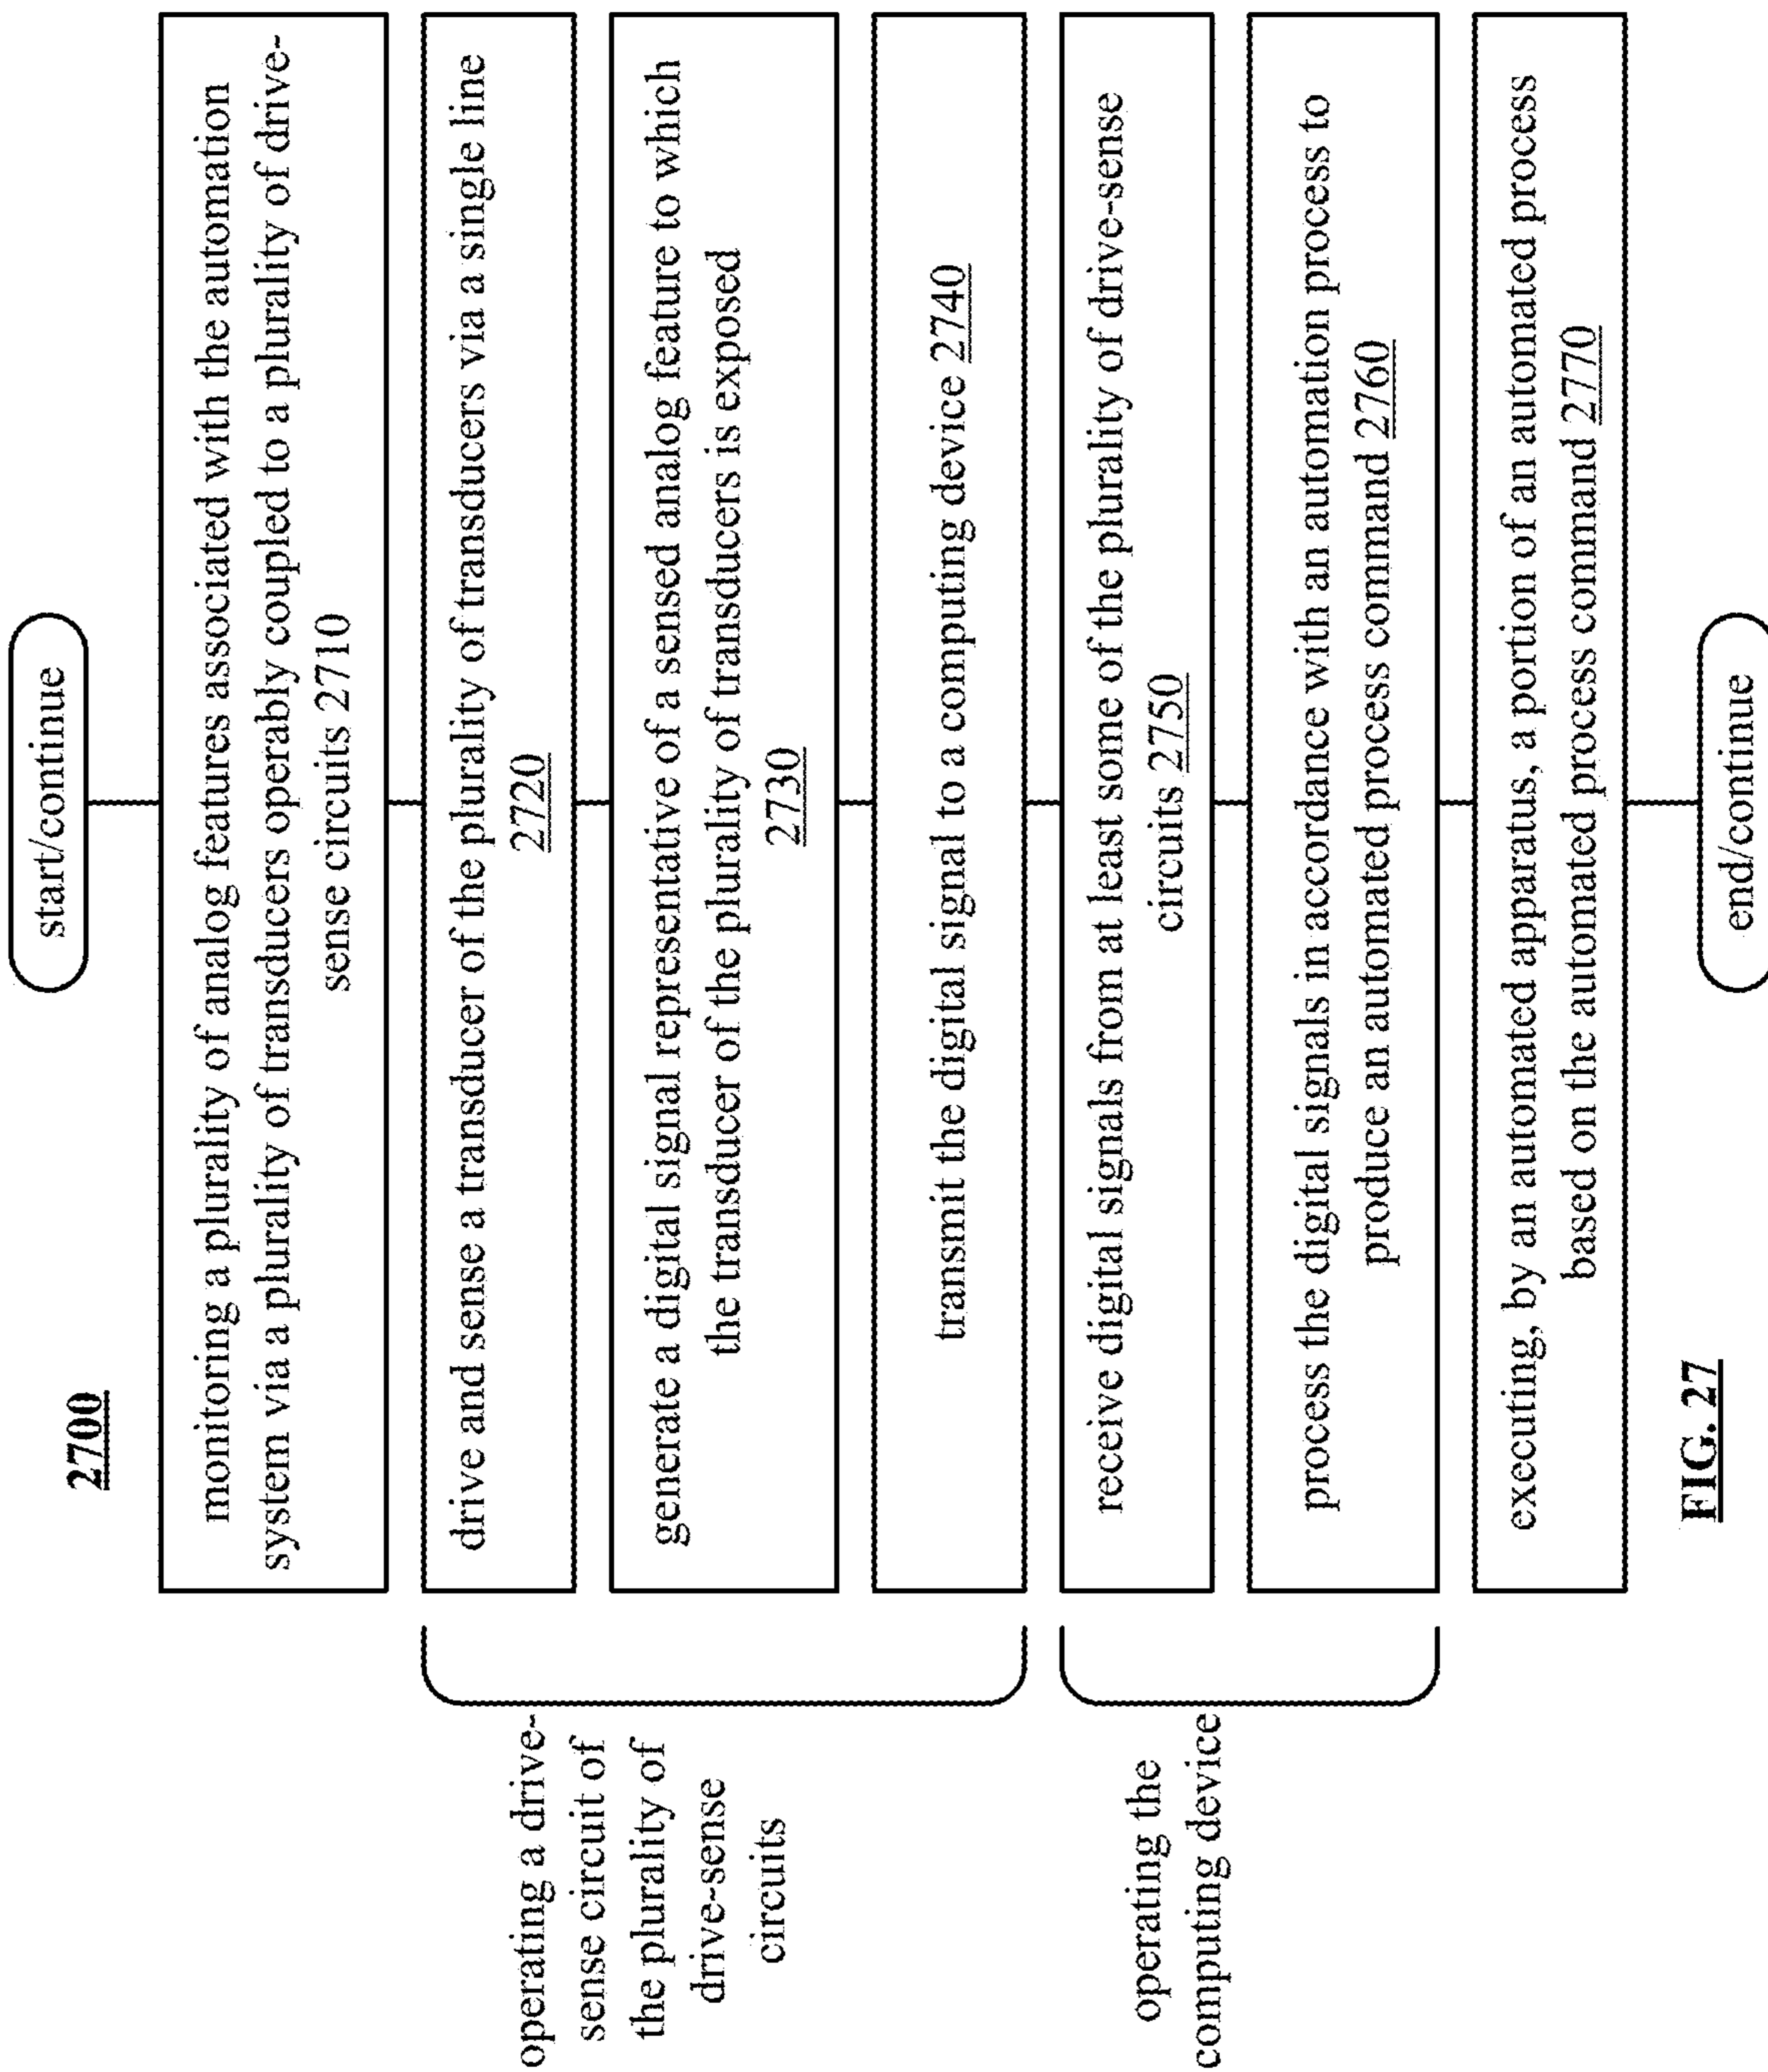 2700
start/continue
monitoring a plurality of analog features associated with the automation
system via a plurality of transducers operably coupled to a plurality of drive-
sense circuits 2710
operating a drive-
sense circuit of
the plurality of
drive-sense
circuits
drive and sense a transducer of the plurality of transducers via a single line
2720
generate a digital signal representative of a sensed analog feature to which
the transducer of the plurality of transducers is exposed
2730
transmit the digital signal to a computing device 2740
operating the
computing device
receive digital signals from at least some of the plurality of drive-sense
circuits 2750
process the digital signals in accordance with an automation process to
produce an automated process command 2760
executing, by an automated apparatus, a portion of an automated process
based on the automated process command 2770
end/continue
FIG. 27